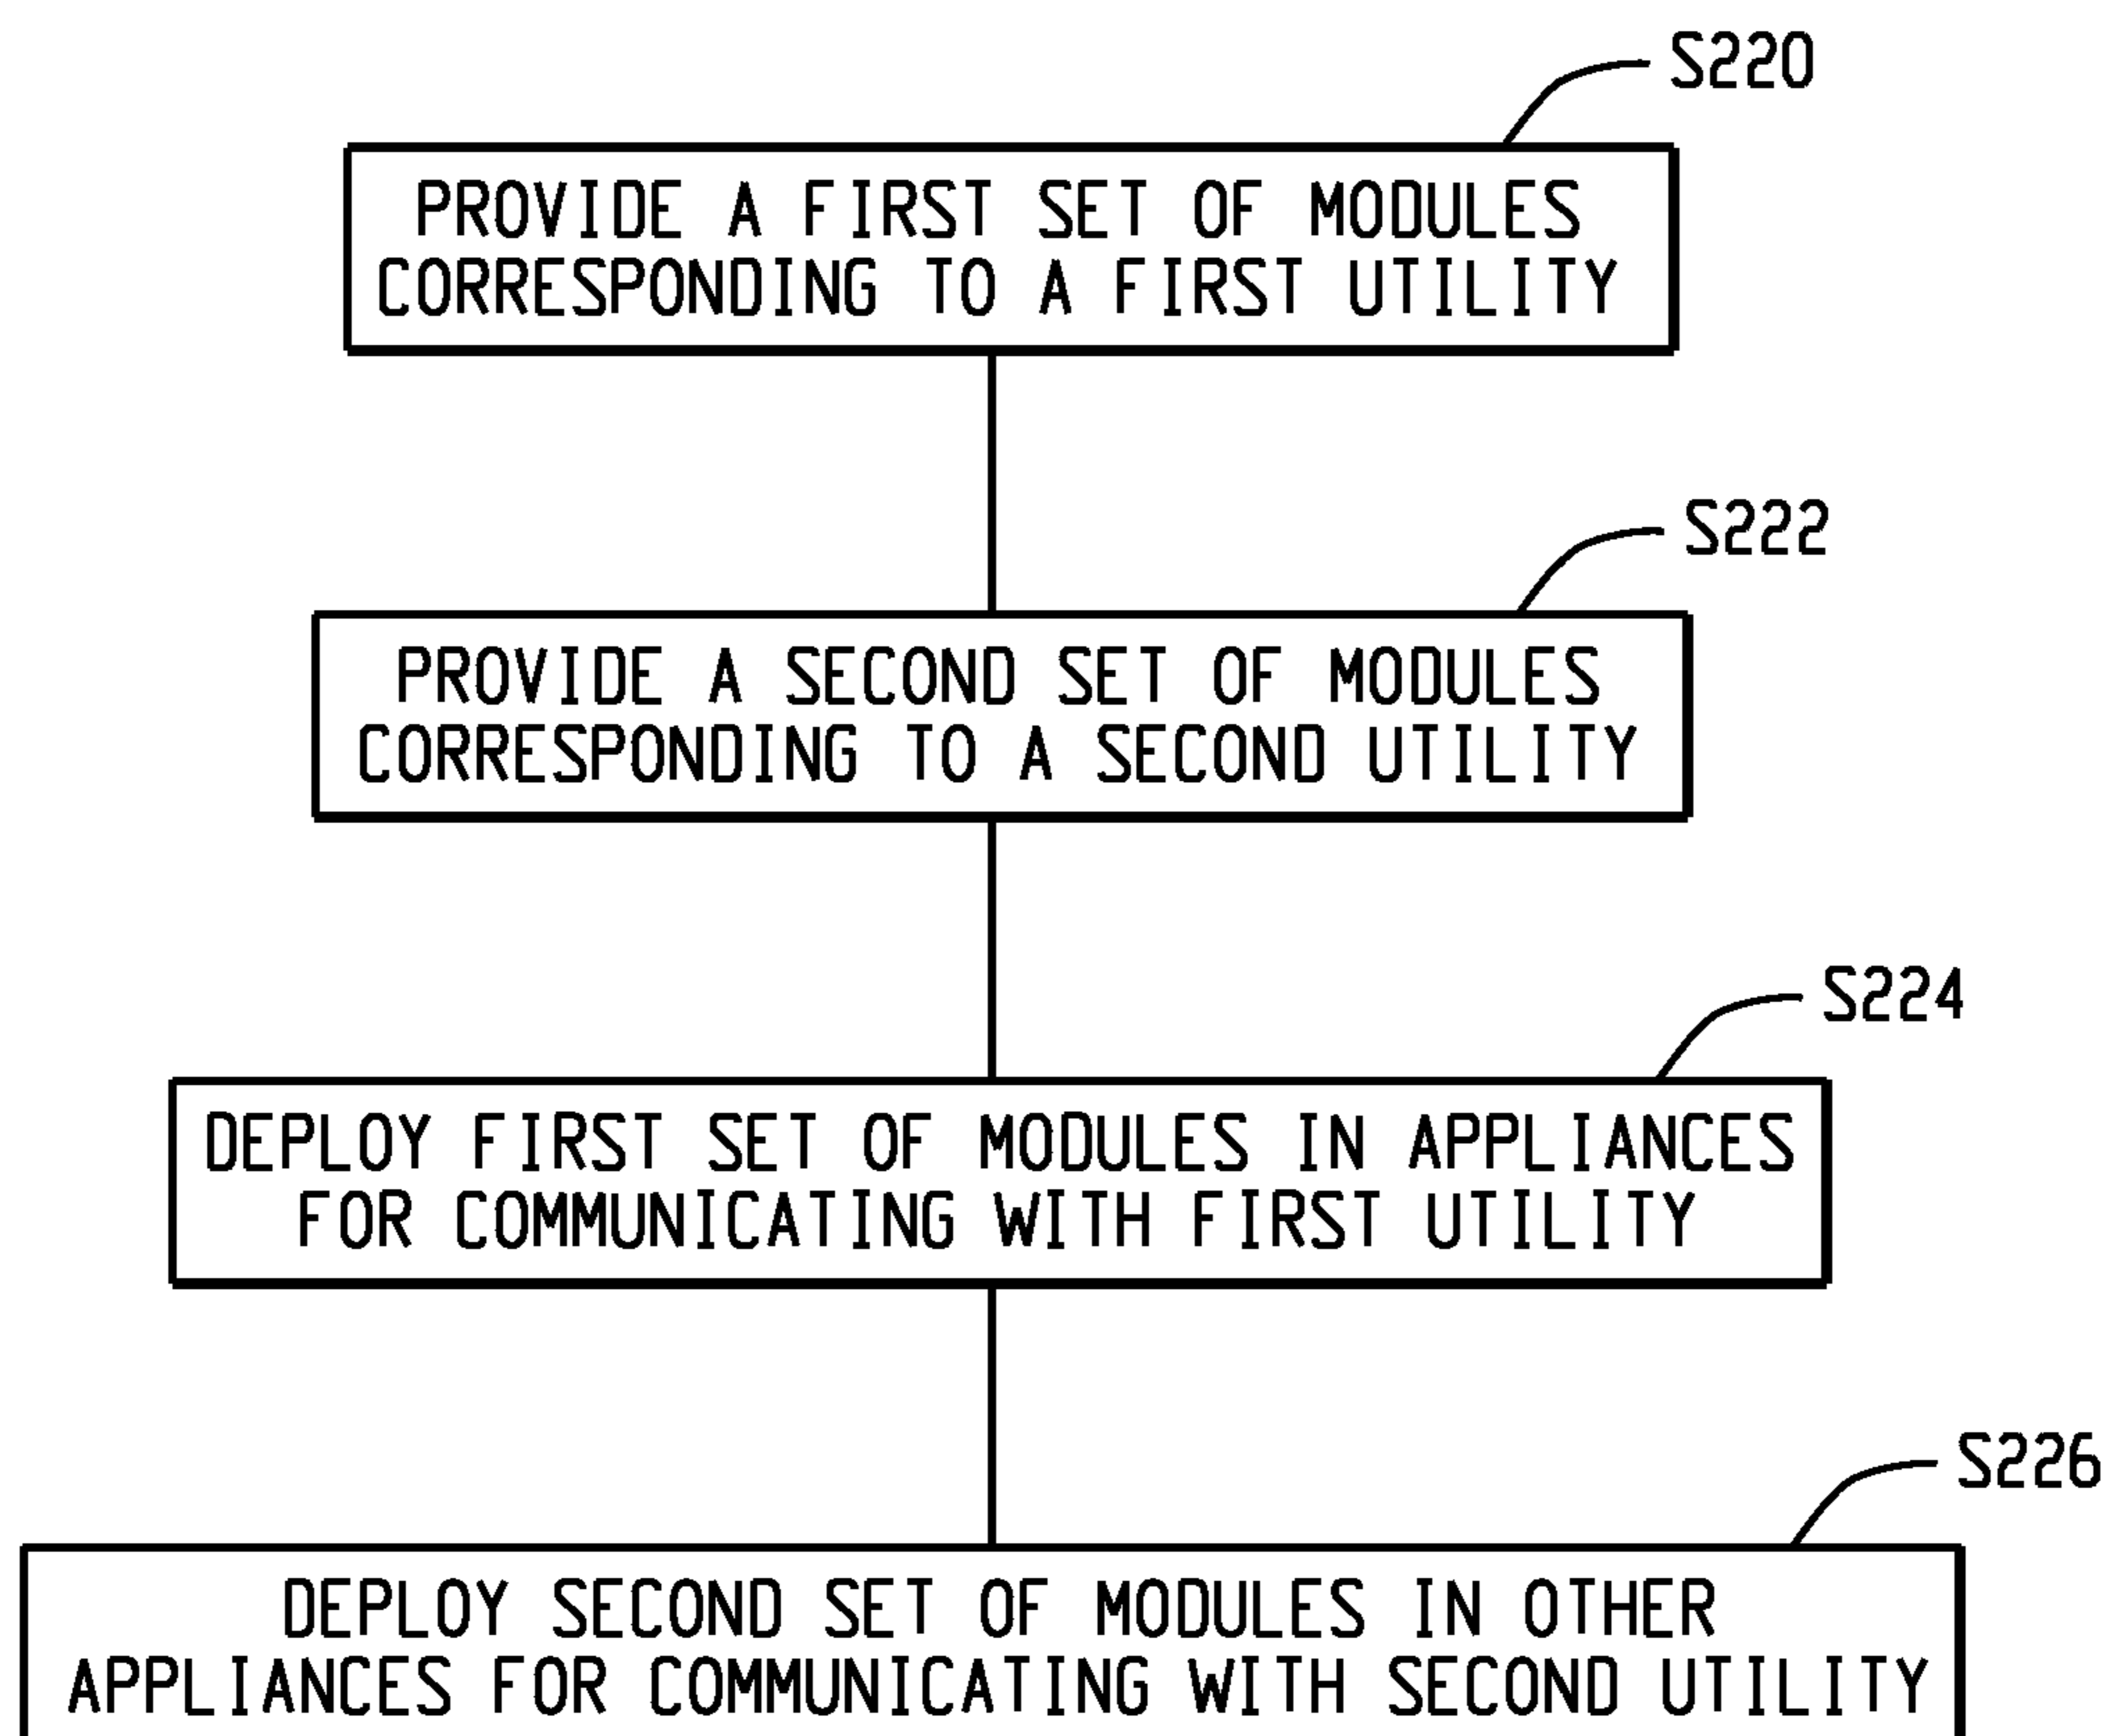 S220
PROVIDE A FIRST SET OF MODULES
CORRESPONDING TO A FIRST UTILITY
S222
PROVIDE A SECOND SET OF MODULES
CORRESPONDING TO A SECOND UTILITY
S224
DEPLOY FIRST SET OF MODULES IN APPLIANCES
FOR COMMUNICATING WITH FIRST UTILITY
S226
DEPLOY SECOND SET OF MODULES IN OTHER
APPLIANCES FOR COMMUNICATING WITH SECOND UTILITY